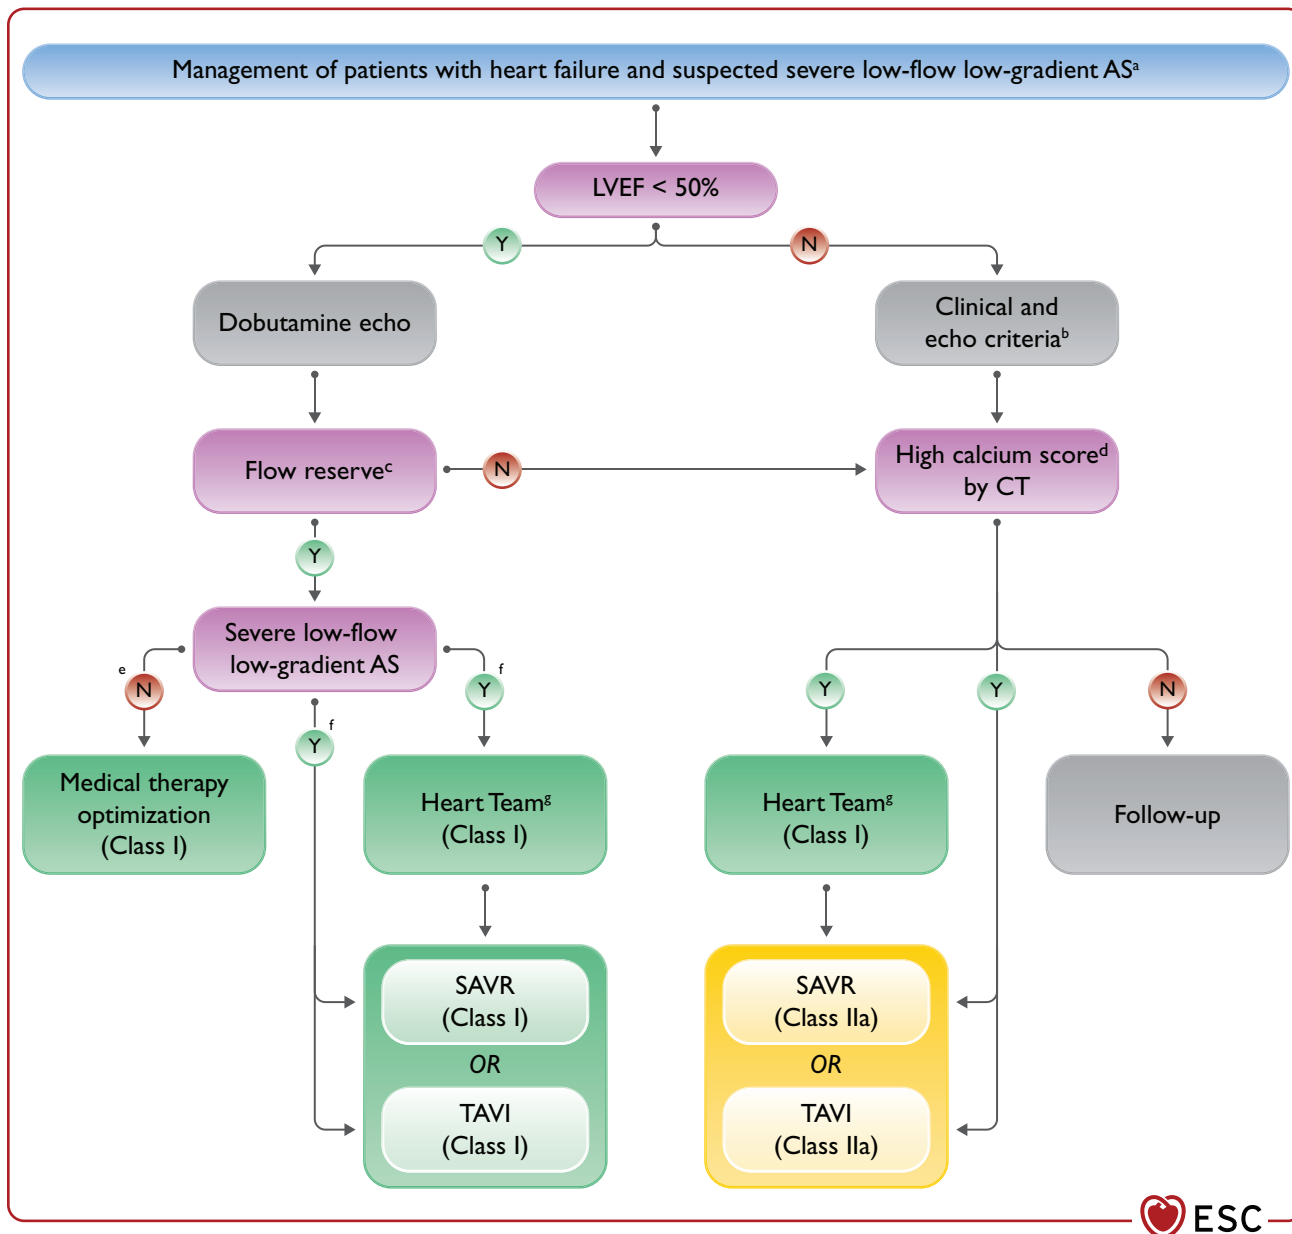 Management of patients with heart failure and suspected severe low-flow low-gradient ASᵃ
LVEF < 50%
Y
N
Dobutamine echo
Clinical and
echo criteriaᵇ
Flow reserveᶜ
N
High calcium scoreᵈ
by CT
Y
Severe low-flow
low-gradient AS
e
N
f
Y
f
Y
Y
Y
N
Medical therapy
optimization
(Class I)
Heart Teamᵍ
(Class I)
Heart Teamᵍ
(Class I)
Follow-up
SAVR
(Class I)
OR
TAVI
(Class I)
SAVR
(Class IIa)
OR
TAVI
(Class IIa)
ESC